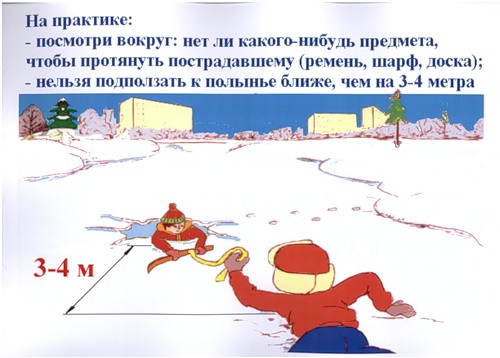 На практике:
- посмотри вокруг: нет ли какого-нибудь предмета,
чтобы протянуть пострадавшему (ремень, шарф, доска);
- нельзя подползать к полынье ближе, чем на 3-4 метра
3-4 м